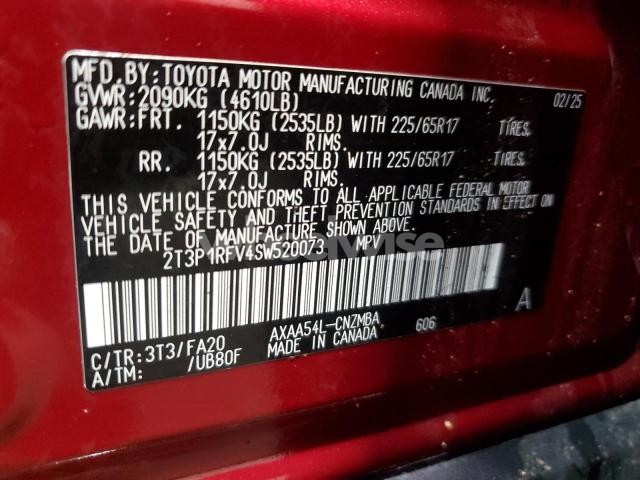 MFD. BY: TOYOTA MOTOR MANUFACTURING CANADA INC. 02/25
GVWR: 2090KG (4610LB)
GAWR: FRT. 1150KG (2535LB) WITH 225/65R17 TIRES.
17x7.0J RIMS.
RR. 1150KG (2535LB) WITH 225/65R17 TIRES,
17x7.0J RIMS.
THIS VEHICLE CONFORMS TO ALL APPLICABLE FEDERAL MOTOR
VEHICLE SAFETY AND THEFT PREVENTION STANDARDS IN EFFECT ON
THE DATE OF MANUFACTURE SHOWN ABOVE.
2T3P1RFV4SW520073 MPV
A
C/TR: 3T3/FA20 AXAA54L-CNZMBA 606
A/TM: /UB80F MADE IN CANADA